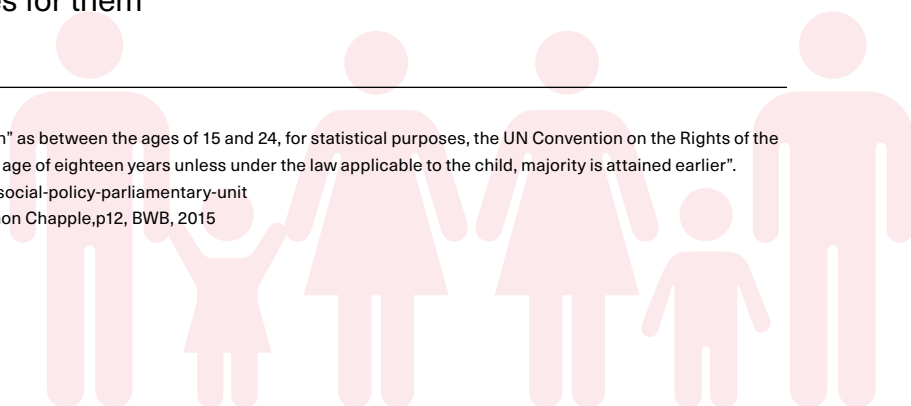 es for them
n” as between the ages of 15 and 24, for statistical purposes, the UN Convention on the Rights of the
age of eighteen years unless under the law applicable to the child, majority is attained earlier”.
social-policy-parliamentary-unit
on Chapple,p12, BWB, 2015